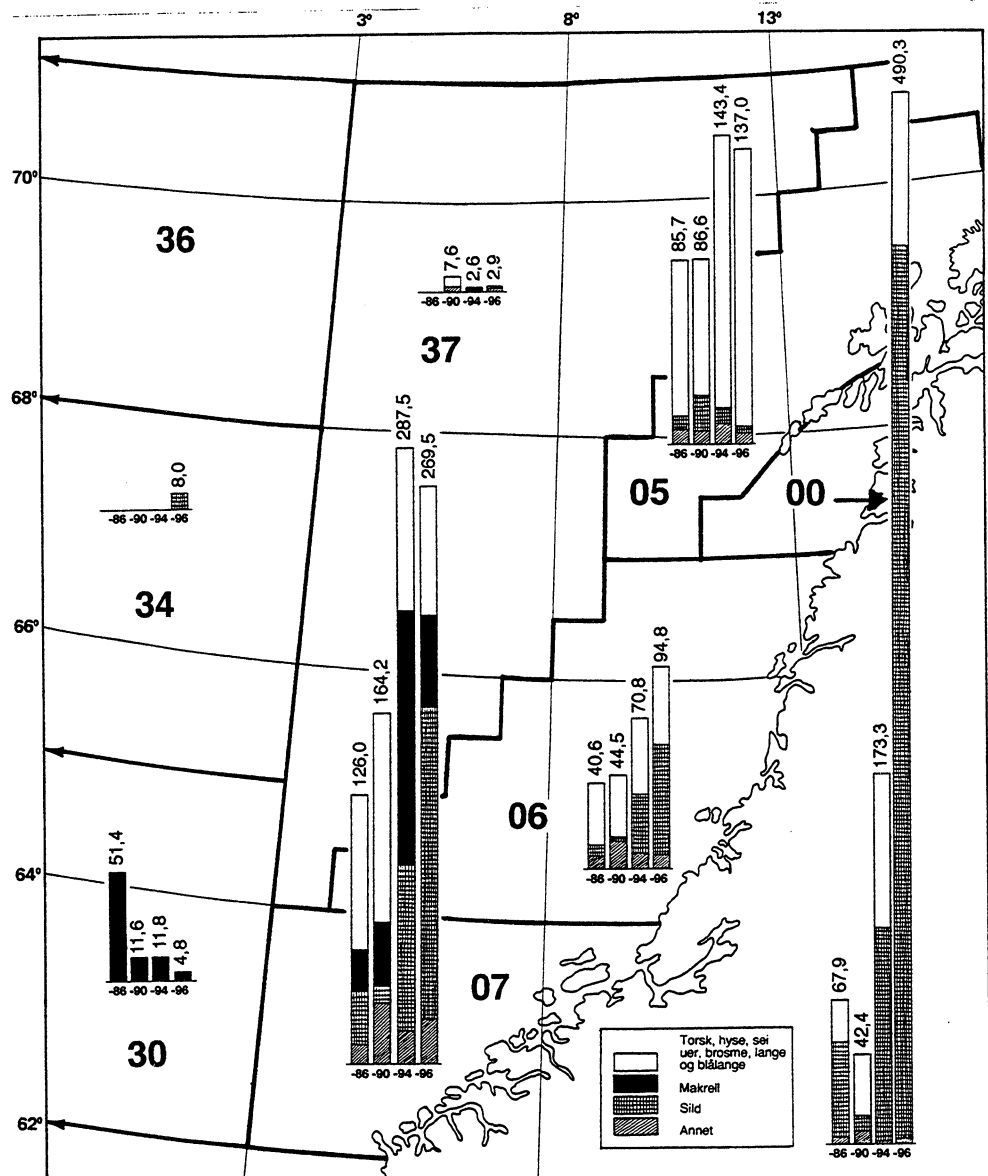 3° 8° 13°
490,3
143,4
137,0
70°
85,7
86,6
36
7,6
2,6
2,9
-86 -90 -94 -96
37
68°
287,5
269,5
-86 -90 -94 -96
8,0
-86 -90 -94 -96
05
00
34
66°
94,8
164,2
70,8
126,0
40,6
44,5
173,3
06
51,4
-86 -90 -94 -96
64°
11,6
11,8
4,8
-86 -90 -94 -96
07
67,9
42,4
30
Torsk, hyse, sei
uer, brosme, lange
og blålange
Makrell
Sild
Annet
-86 -90 -94 -96
62°
-86 -90 -94 -96